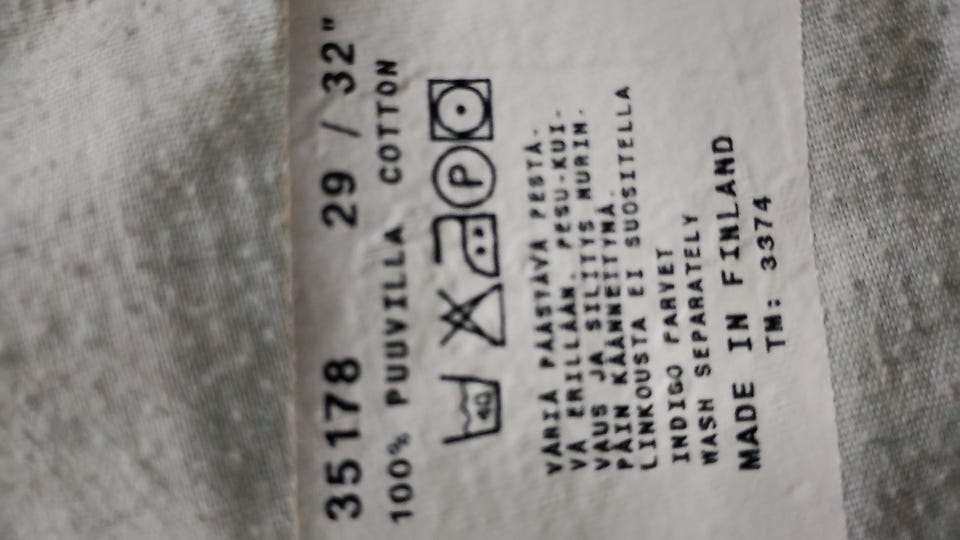 35178 29 / 32"
100% PUUVILLA COTTON
40 P
VÄRIÄ PÄÄSTÄVÄ PESTÄ-
VÄ ERILLÄÄN. PESU-KUI-
VAUS JA SILITYS NURIN-
PÄIN KÄÄNNETTYNÄ.
LINKOUSTA EI SUOSITELLA
INDIGO FARVET
WASH SEPARATELY
MADE IN FINLAND
TM: 3374